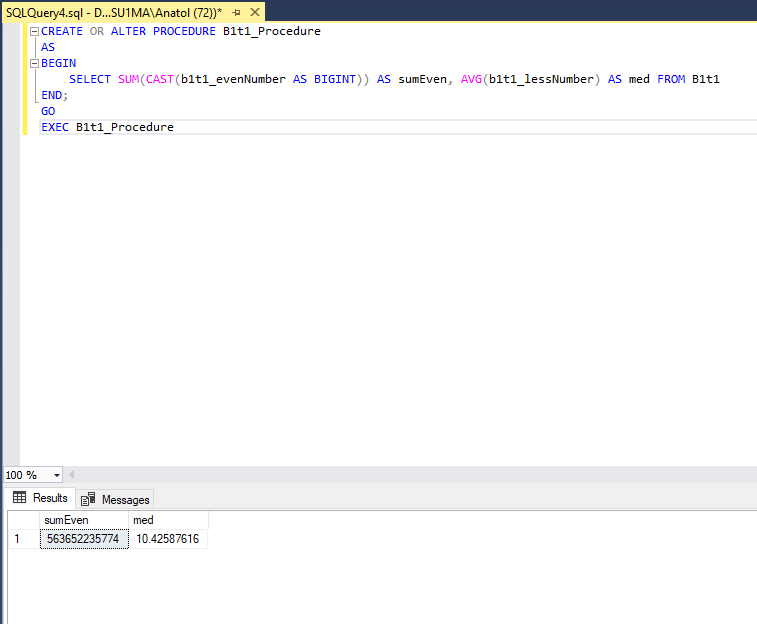 SQLQuery4.sql - D...SU1MA\Anatol (72))*
CREATE OR ALTER PROCEDURE B1t1_Procedure
AS
BEGIN
SELECT SUM(CAST(b1t1_evenNumber AS BIGINT)) AS sumEven, AVG(b1t1_lessNumber) AS med FROM B1t1
END;
GO
EXEC B1t1_Procedure
100 %
Results Messages
sumEven med
1 563652235774 10.42587616